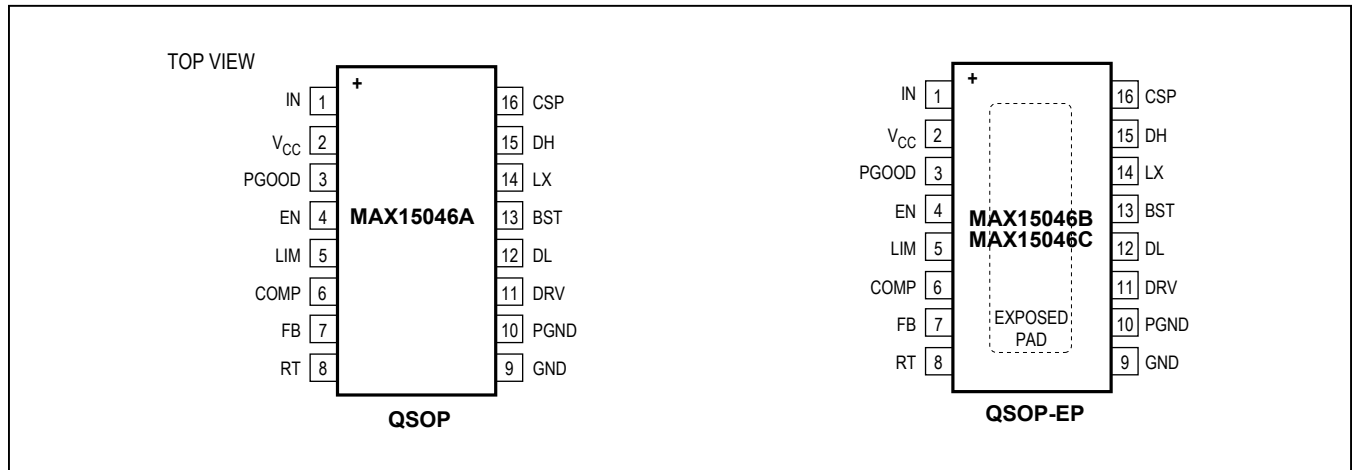 TOP VIEW
+
IN 1
VCC 2
PGOOD 3
EN 4
LIM 5
COMP 6
FB 7
RT 8
MAX15046A
16 CSP
15 DH
14 LX
13 BST
12 DL
11 DRV
10 PGND
9 GND
QSOP
+
IN 1
VCC 2
PGOOD 3
EN 4
LIM 5
COMP 6
FB 7
RT 8
MAX15046B
MAX15046C
EXPOSED
PAD
16 CSP
15 DH
14 LX
13 BST
12 DL
11 DRV
10 PGND
9 GND
QSOP-EP